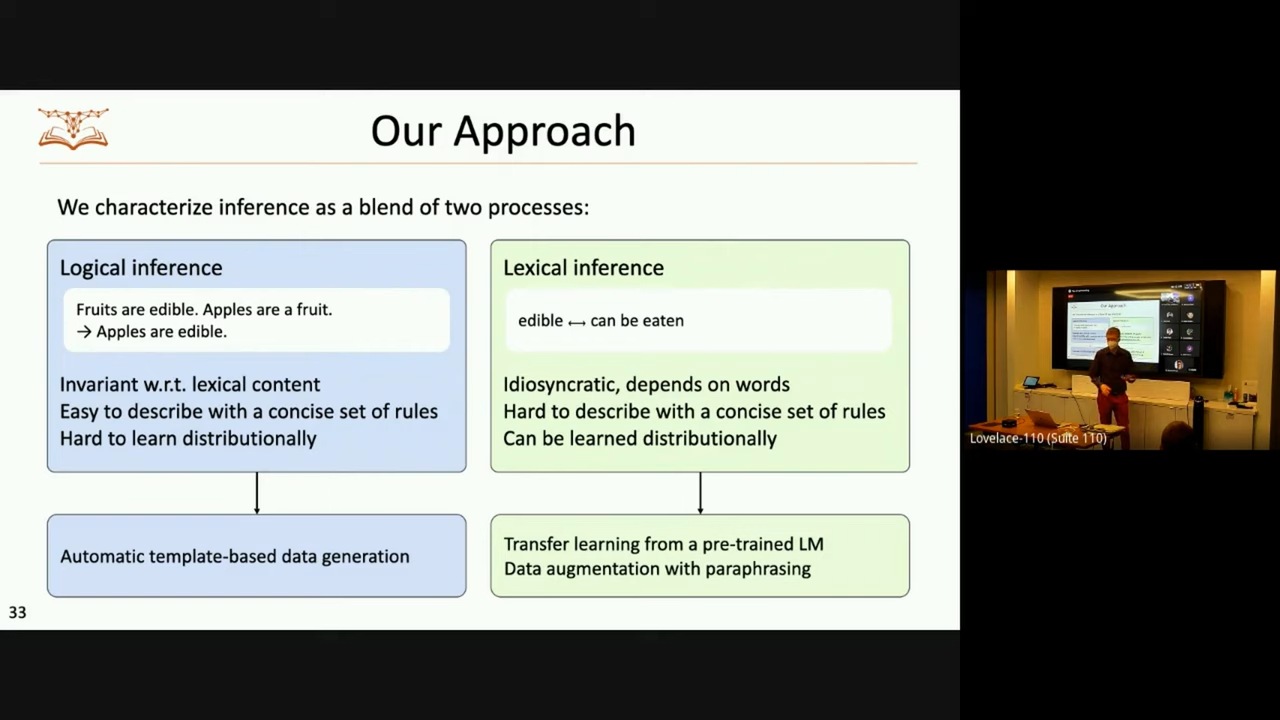 Our Approach
We characterize inference as a blend of two processes:
Logical inference
Fruits are edible. Apples are a fruit.
→ Apples are edible.
Invariant w.r.t. lexical content
Easy to describe with a concise set of rules
Hard to learn distributionally
Automatic template-based data generation
Lexical inference
edible ⟷ can be eaten
Idiosyncratic, depends on words
Hard to describe with a concise set of rules
Can be learned distributionally
Transfer learning from a pre-trained LM
Data augmentation with paraphrasing
33
Our Approach
Lovelace-110 (Suite 110)